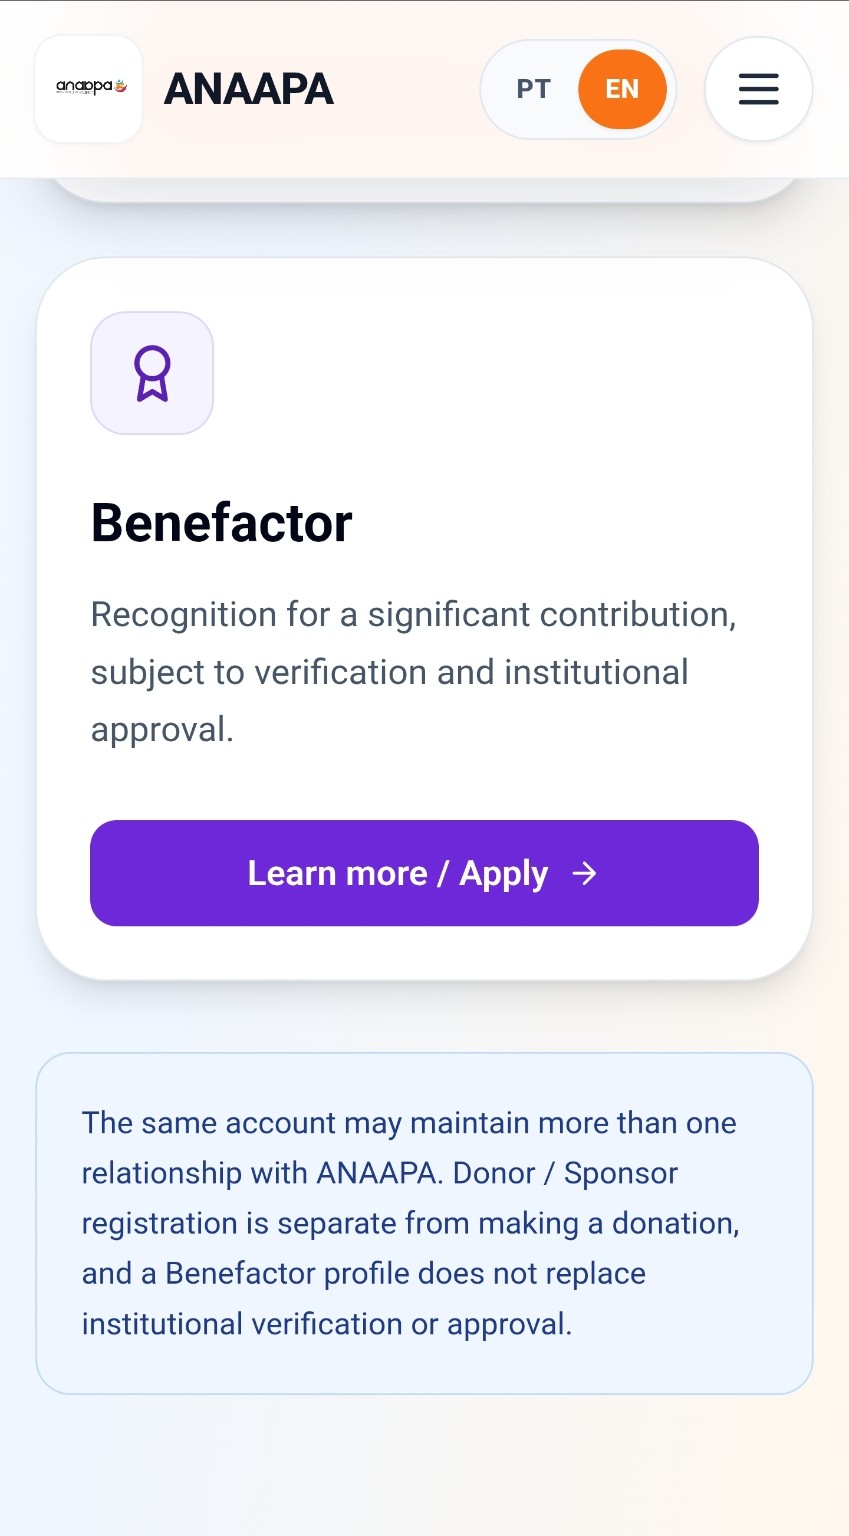 anaapa
ANAAPA
PT
EN
Benefactor
Recognition for a significant contribution,
subject to verification and institutional
approval.
Learn more / Apply →
The same account may maintain more than one
relationship with ANAAPA. Donor / Sponsor
registration is separate from making a donation,
and a Benefactor profile does not replace
institutional verification or approval.